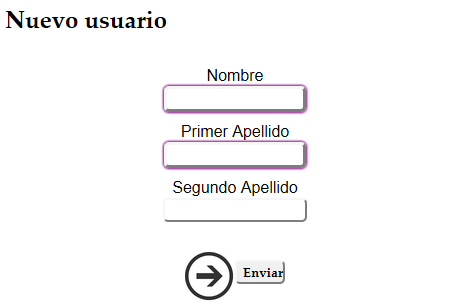 Nuevo usuario
Nombre
Primer Apellido
Segundo Apellido
Enviar